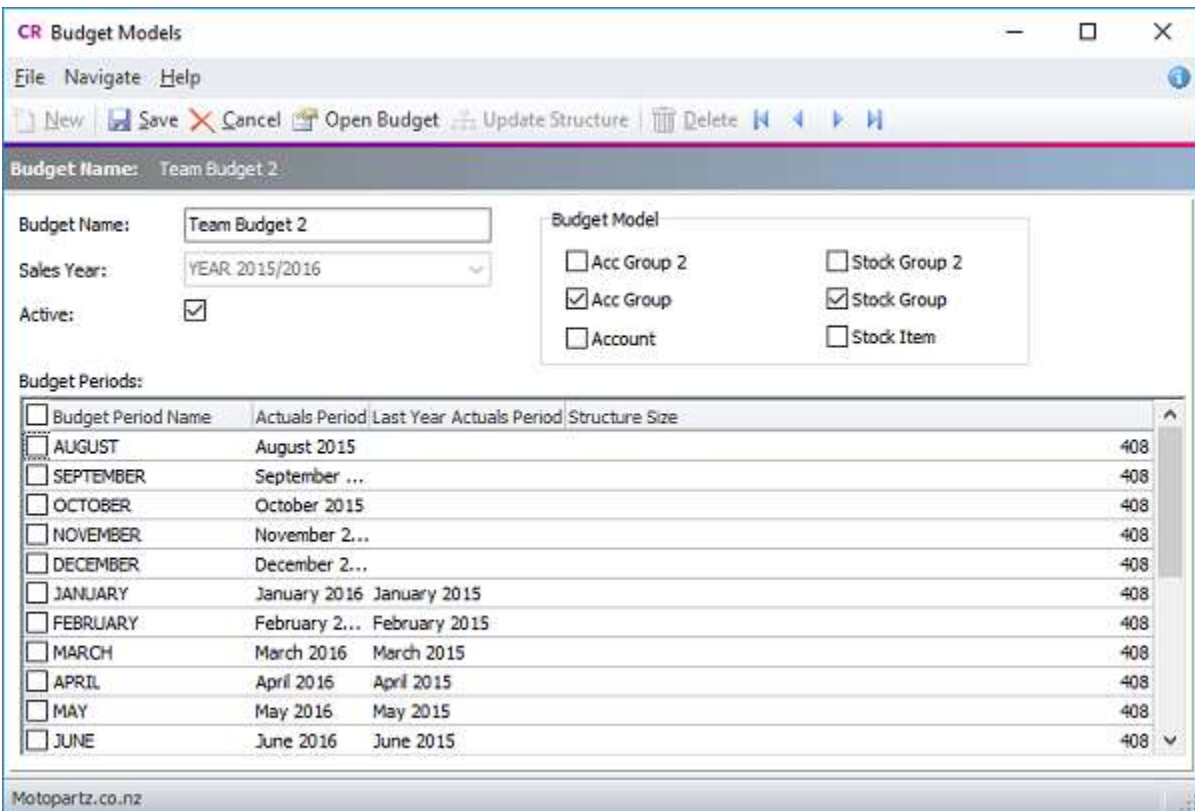 CR Budget Models
File Navigate Help
New Save Cancel Open Budget Update Structure Delete
Budget Name: Team Budget 2
Budget Name: Team Budget 2
Sales Year: YEAR 2015/2016
Active:
Budget Model
Acc Group 2 Stock Group 2
Acc Group Stock Group
Account Stock Item
Budget Periods:
Budget Period Name Actuals Period Last Year Actuals Period Structure Size
AUGUST August 2015 408
SEPTEMBER September ... 408
OCTOBER October 2015 408
NOVEMBER November 2... 408
DECEMBER December 2... 408
JANUARY January 2016 January 2015 408
FEBRUARY February 2... February 2015 408
MARCH March 2016 March 2015 408
APRIL April 2016 April 2015 408
MAY May 2016 May 2015 408
JUNE June 2016 June 2015 408
Motopartz.co.nz